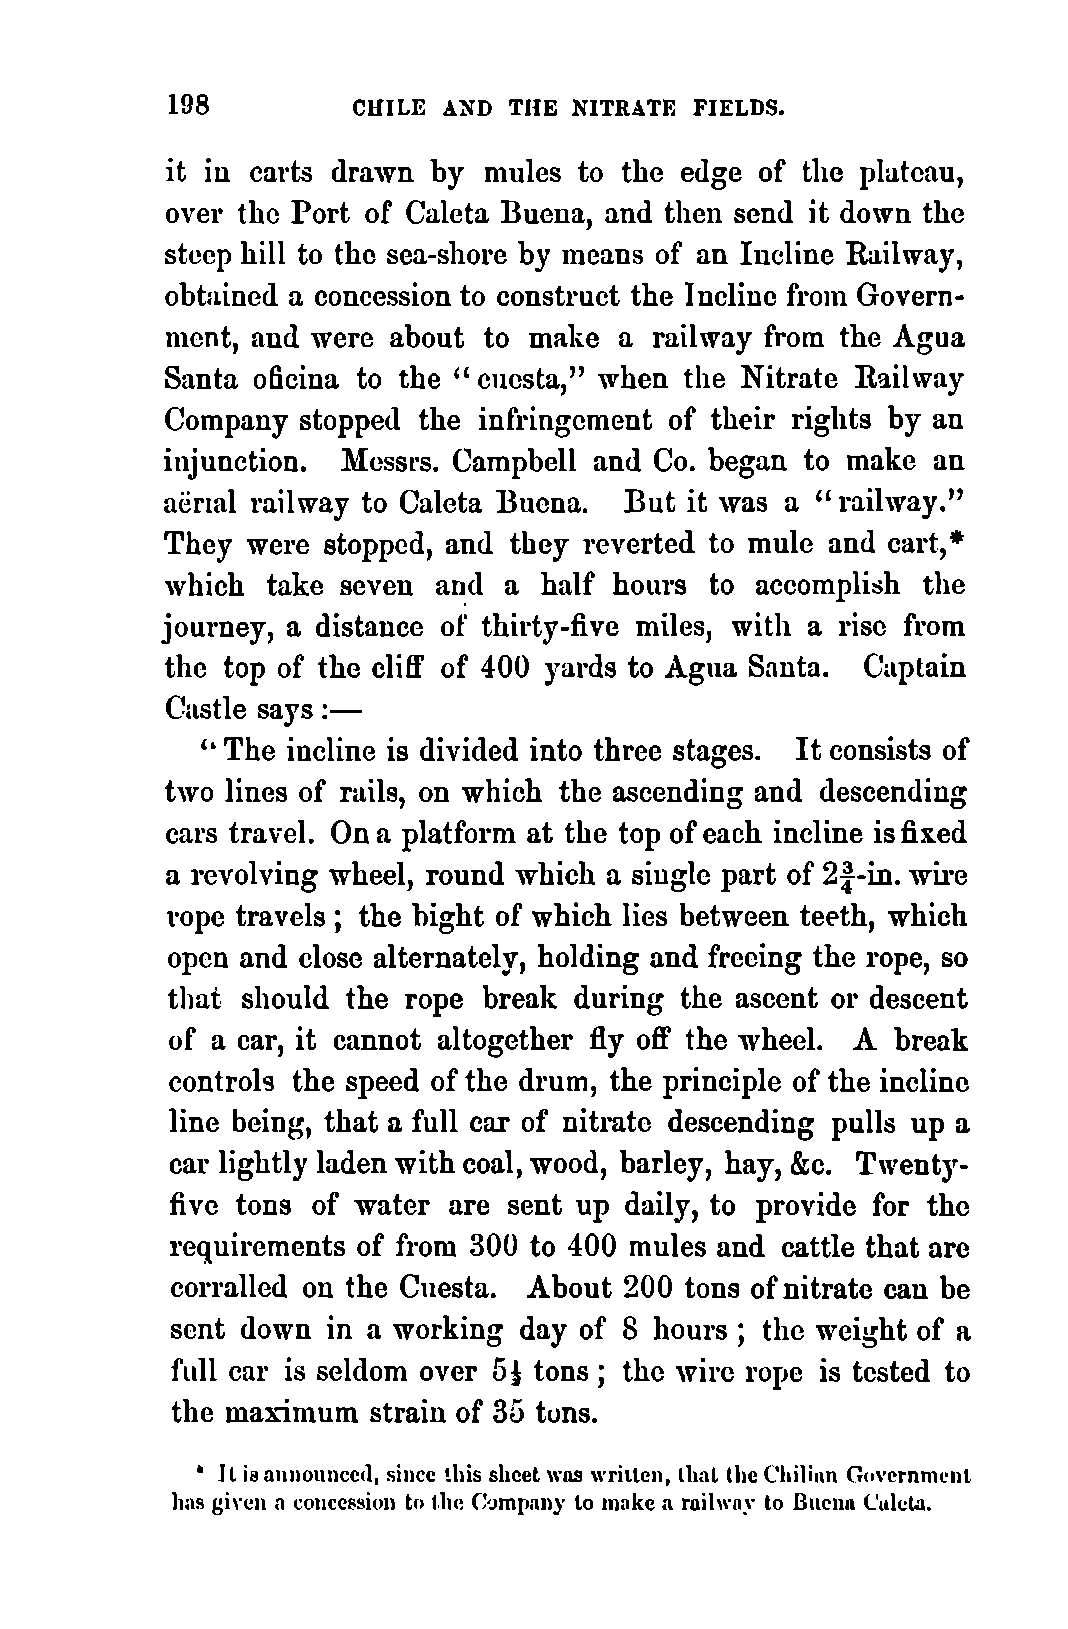 198 CHILE AND THE NITRATE FIELDS.
it in carts drawn by mules to the edge of the plateau,
over the Port of Caleta Buena, and then send it down the
steep hill to the sea-shore by means of an Incline Railway,
obtained a concession to construct the Incline from Govern-
ment, and were about to make a railway from the Agua
Santa oficina to the “cuesta,” when the Nitrate Railway
Company stopped the infringement of their rights by an
injunction. Messrs. Campbell and Co. began to make an
aërial railway to Caleta Buena. But it was a “railway.”
They were stopped, and they reverted to mule and cart,*
which take seven and a half hours to accomplish the
journey, a distance of thirty-five miles, with a rise from
the top of the cliff of 400 yards to Agua Santa. Captain
Castle says :—
“The incline is divided into three stages. It consists of
two lines of rails, on which the ascending and descending
cars travel. On a platform at the top of each incline is fixed
a revolving wheel, round which a single part of 2¾-in. wire
rope travels ; the bight of which lies between teeth, which
open and close alternately, holding and freeing the rope, so
that should the rope break during the ascent or descent
of a car, it cannot altogether fly off the wheel. A break
controls the speed of the drum, the principle of the incline
line being, that a full car of nitrate descending pulls up a
car lightly laden with coal, wood, barley, hay, &c. Twenty-
five tons of water are sent up daily, to provide for the
requirements of from 300 to 400 mules and cattle that are
corralled on the Cuesta. About 200 tons of nitrate can be
sent down in a working day of 8 hours ; the weight of a
full car is seldom over 5½ tons ; the wire rope is tested to
the maximum strain of 35 tons.
* It is announced, since this sheet was written, that the Chilian Government
has given a concession to the Company to make a railway to Buena Caleta.